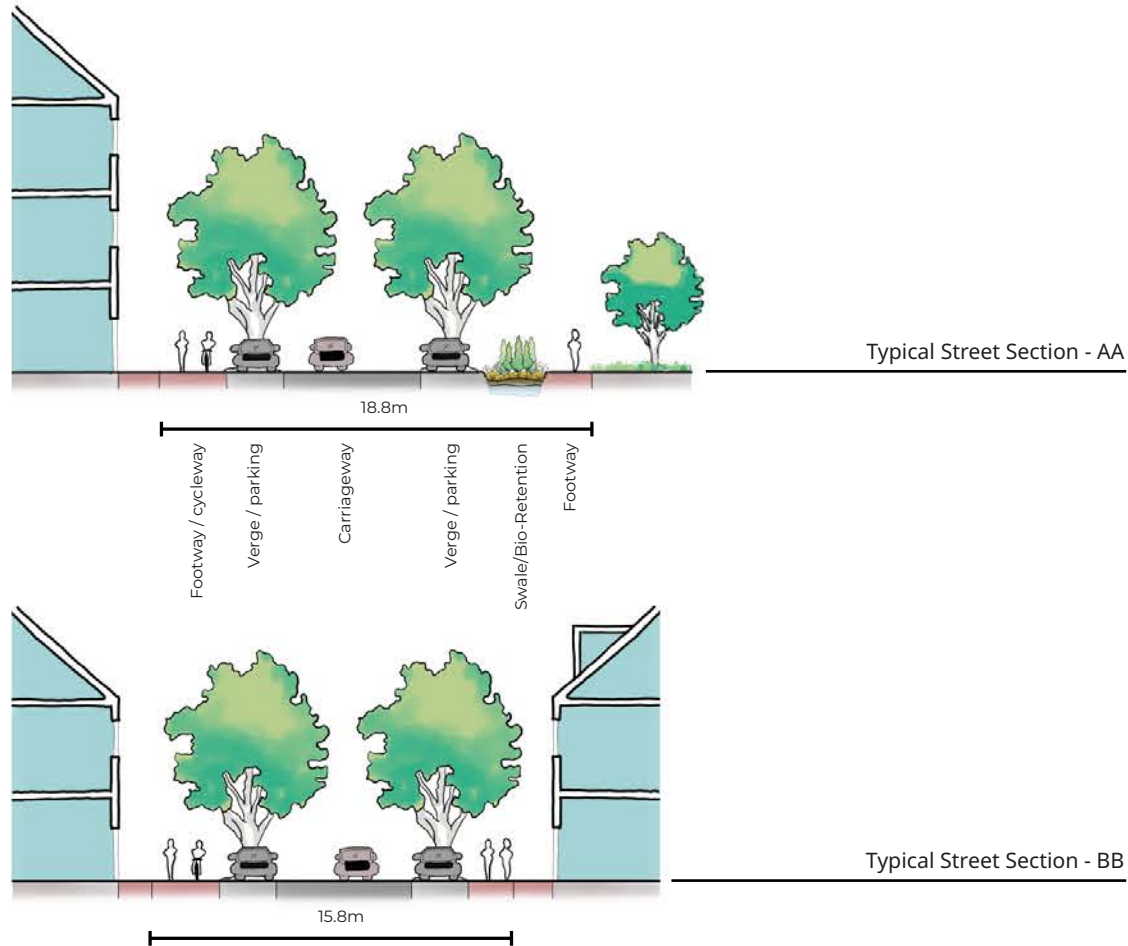 Typical Street Section - AA
18.8m
Footway / cycleway
Verge / parking
Carriageway
Verge / parking
Swale/Bio-Retention
Footway
Typical Street Section - BB
15.8m